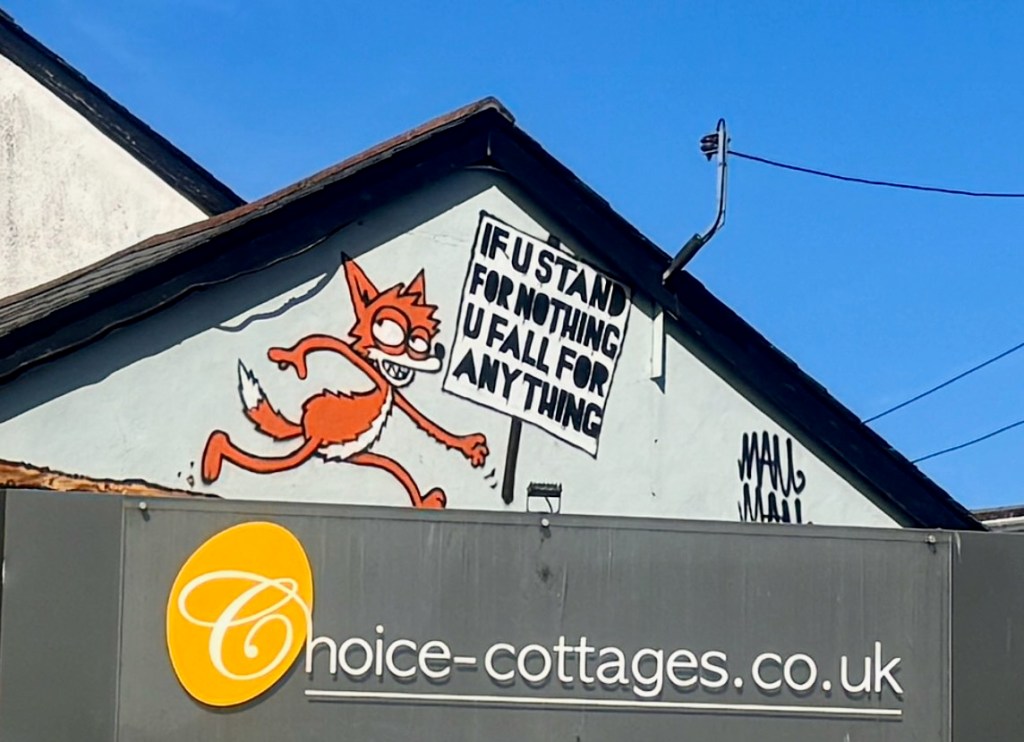 IF U STAND
FOR NOTHING
U FALL FOR
ANYTHING
MAU
MAU
Choice-cottages.co.uk